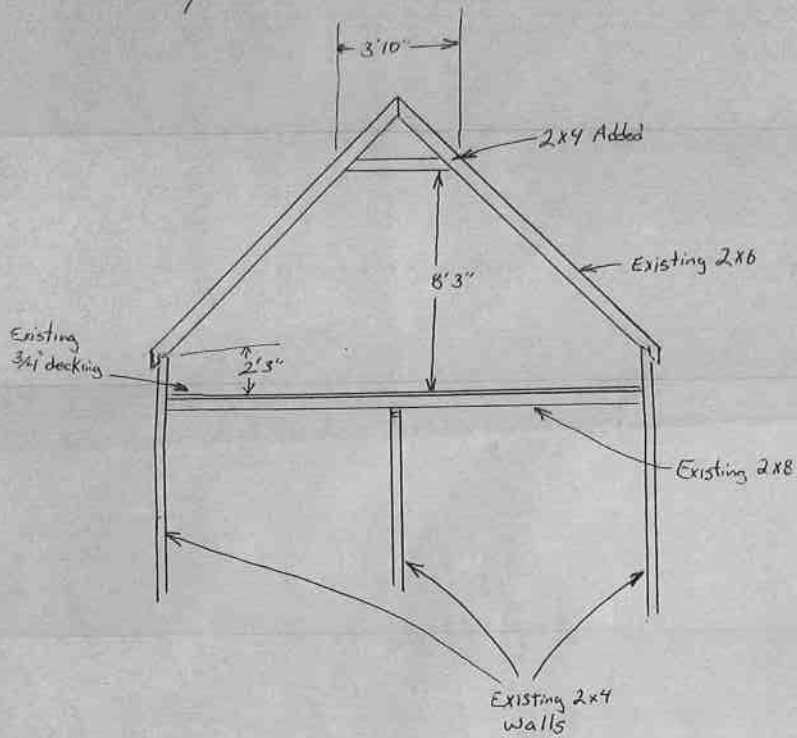 3'10"
2x4 Added
Existing 2x6
8'3"
Existing
3/4" decking
2'3"
Existing 2x8
Existing 2x4
Walls